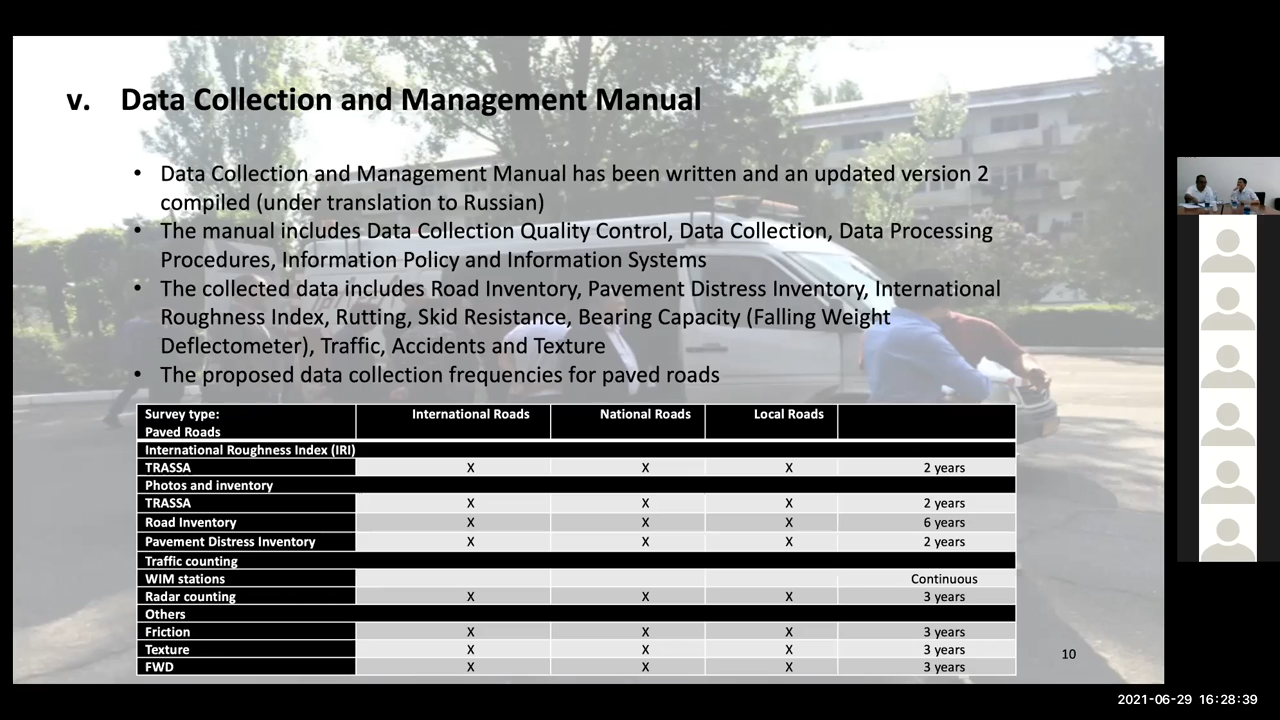 v. Data Collection and Management Manual
• Data Collection and Management Manual has been written and an updated version 2
compiled (under translation to Russian)
• The manual includes Data Collection Quality Control, Data Collection, Data Processing
Procedures, Information Policy and Information Systems
• The collected data includes Road Inventory, Pavement Distress Inventory, International
Roughness Index, Rutting, Skid Resistance, Bearing Capacity (Falling Weight
Deflectometer), Traffic, Accidents and Texture
• The proposed data collection frequencies for paved roads
Survey type: International Roads National Roads Local Roads
Paved Roads
International Roughness Index (IRI)
TRASSA X X X 2 years
Photos and inventory
TRASSA X X X 2 years
Road Inventory X X X 6 years
Pavement Distress Inventory X X X 2 years
Traffic counting
WIM stations Continuous
Radar counting X X X 3 years
Others
Friction X X X 3 years
Texture X X X 3 years
FWD X X X 3 years
10
2021-06-29 16:28:39